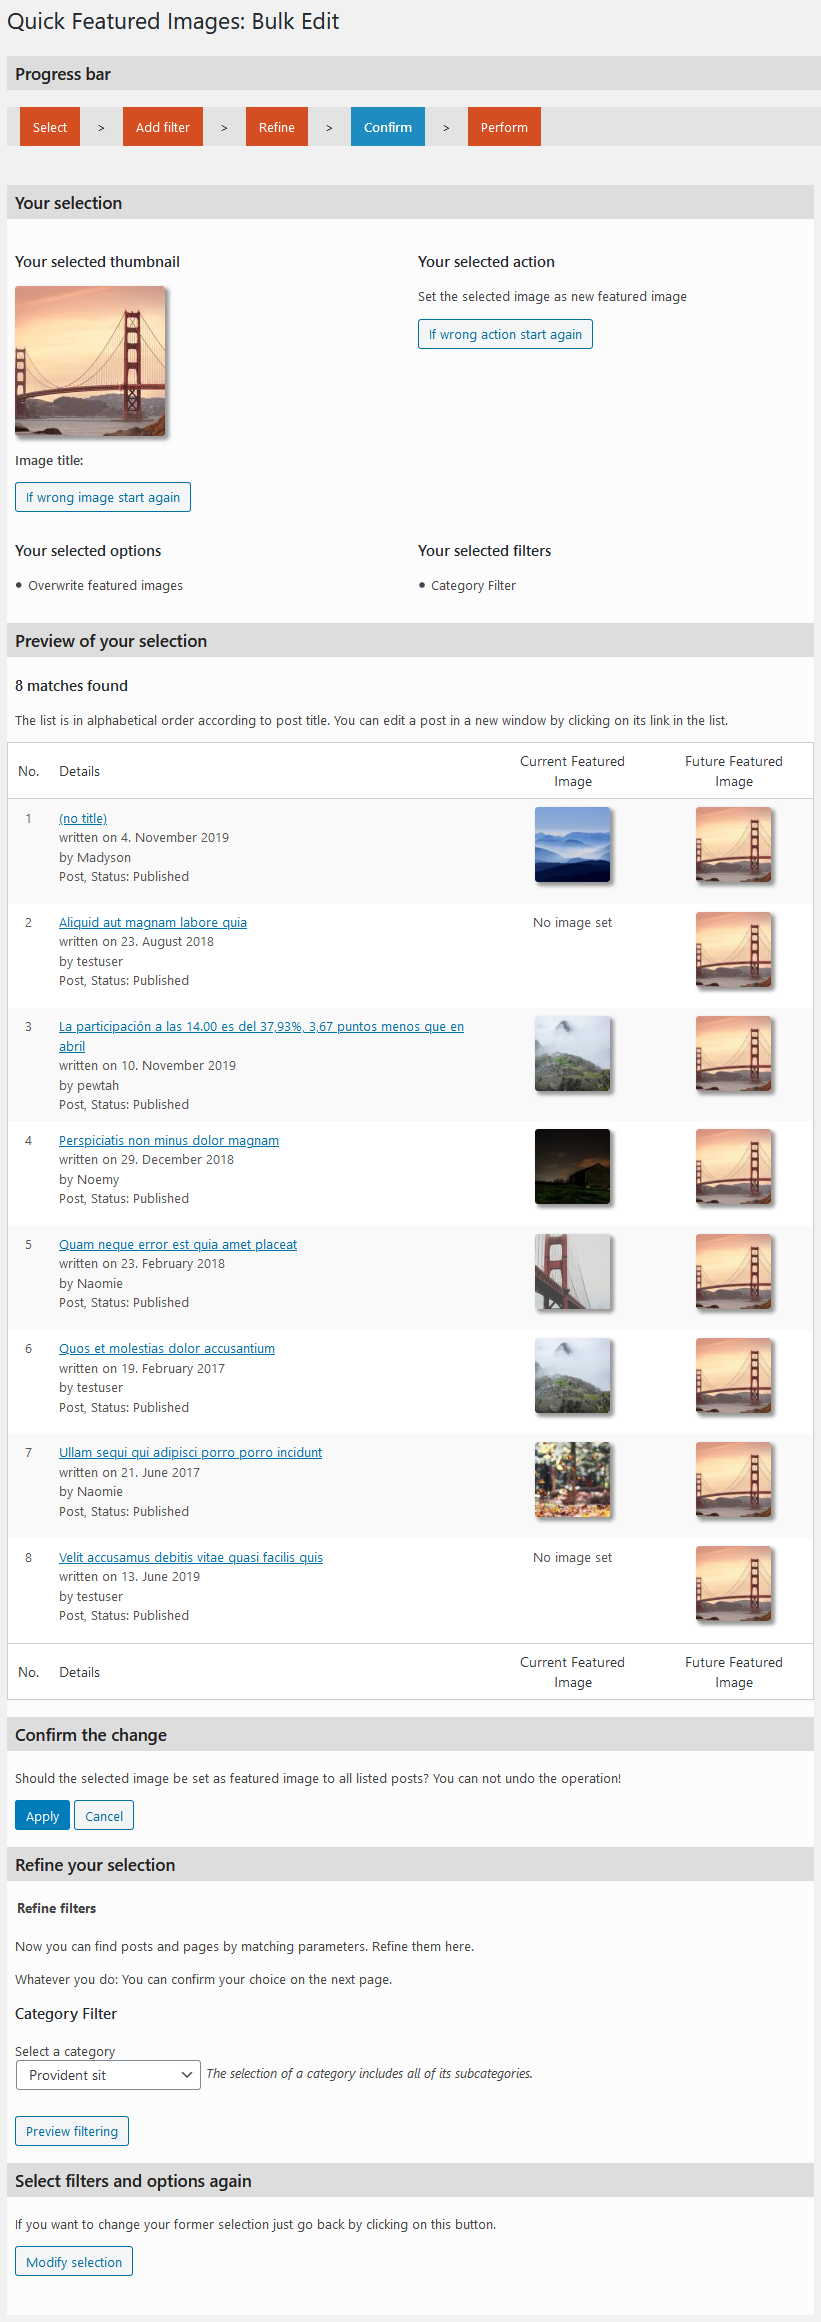 Quick Featured Images: Bulk Edit
Progress bar
Select > Add filter > Refine > Confirm > Perform
Your selection
Your selected thumbnail
Image title:
If wrong image start again
Your selected action
Set the selected image as new featured image
If wrong action start again
Your selected options
• Overwrite featured images
Your selected filters
• Category Filter
Preview of your selection
8 matches found
The list is in alphabetical order according to post title. You can edit a post in a new window by clicking on its link in the list.
No. Details Current Featured Image Future Featured Image
1 (no title)
written on 4. November 2019
by Madyson
Post, Status: Published
2 Aliquid aut magnam labore quia No image set
written on 23. August 2018
by testuser
Post, Status: Published
3 La participación a las 14.00 es del 37,93%, 3,67 puntos menos que en
abril
written on 10. November 2019
by pewtah
Post, Status: Published
4 Perspiciatis non minus dolor magnam
written on 29. December 2018
by Noemy
Post, Status: Published
5 Quam neque error est quia amet placeat
written on 23. February 2018
by Naomie
Post, Status: Published
6 Quos et molestias dolor accusantium
written on 19. February 2017
by testuser
Post, Status: Published
7 Ullam sequi qui adipisci porro porro incidunt
written on 21. June 2017
by Naomie
Post, Status: Published
8 Velit accusamus debitis vitae quasi facilis quis No image set
written on 13. June 2019
by testuser
Post, Status: Published
No. Details Current Featured Image Future Featured Image
Confirm the change
Should the selected image be set as featured image to all listed posts? You can not undo the operation!
Apply Cancel
Refine your selection
Refine filters
Now you can find posts and pages by matching parameters. Refine them here.
Whatever you do: You can confirm your choice on the next page.
Category Filter
Select a category
Provident sit The selection of a category includes all of its subcategories.
Preview filtering
Select filters and options again
If you want to change your former selection just go back by clicking on this button.
Modify selection